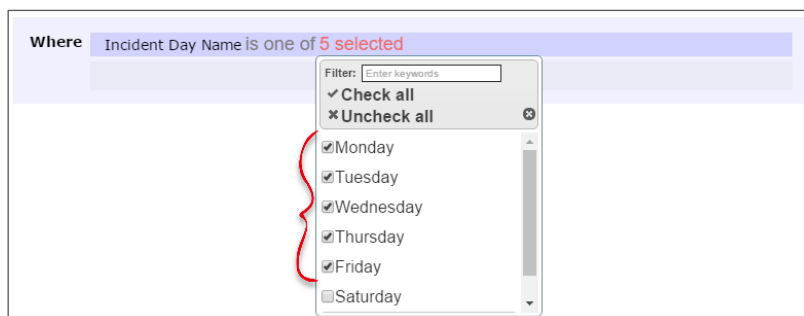 Where Incident Day Name is one of 5 selected
Filter: Enter keywords
Check all
Uncheck all
Monday
Tuesday
Wednesday
Thursday
Friday
Saturday